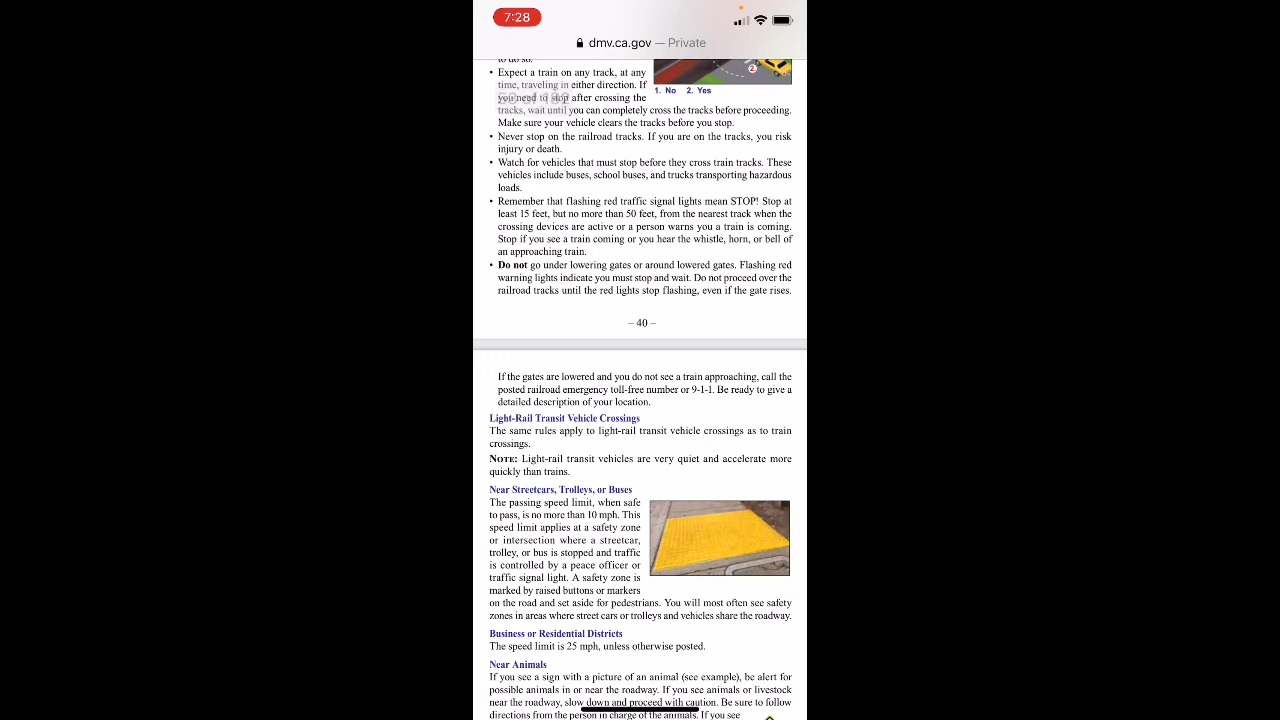 7:28
dmv.ca.gov — Private
to do so.
• Expect a train on any track, at any
time, traveling in either direction. If
you need to stop after crossing the
tracks, wait until you can completely cross the tracks before proceeding.
Make sure your vehicle clears the tracks before you stop.
2
1. No 2. Yes
• Never stop on the railroad tracks. If you are on the tracks, you risk
injury or death.
• Watch for vehicles that must stop before they cross train tracks. These
vehicles include buses, school buses, and trucks transporting hazardous
loads.
• Remember that flashing red traffic signal lights mean STOP! Stop at
least 15 feet, but no more than 50 feet, from the nearest track when the
crossing devices are active or a person warns you a train is coming.
Stop if you see a train coming or you hear the whistle, horn, or bell of
an approaching train.
• Do not go under lowering gates or around lowered gates. Flashing red
warning lights indicate you must stop and wait. Do not proceed over the
railroad tracks until the red lights stop flashing, even if the gate rises.
– 40 –
If the gates are lowered and you do not see a train approaching, call the
posted railroad emergency toll-free number or 9-1-1. Be ready to give a
detailed description of your location.
Light-Rail Transit Vehicle Crossings
The same rules apply to light-rail transit vehicle crossings as to train
crossings.
NOTE: Light-rail transit vehicles are very quiet and accelerate more
quickly than trains.
Near Streetcars, Trolleys, or Buses
The passing speed limit, when safe
to pass, is no more than 10 mph. This
speed limit applies at a safety zone
or intersection where a streetcar,
trolley, or bus is stopped and traffic
is controlled by a peace officer or
traffic signal light. A safety zone is
marked by raised buttons or markers
on the road and set aside for pedestrians. You will most often see safety
zones in areas where street cars or trolleys and vehicles share the roadway.
Business or Residential Districts
The speed limit is 25 mph, unless otherwise posted.
Near Animals
If you see a sign with a picture of an animal (see example), be alert for
possible animals in or near the roadway. If you see animals or livestock
near the roadway, slow down and proceed with caution. Be sure to follow
directions from the person in charge of the animals. If you see